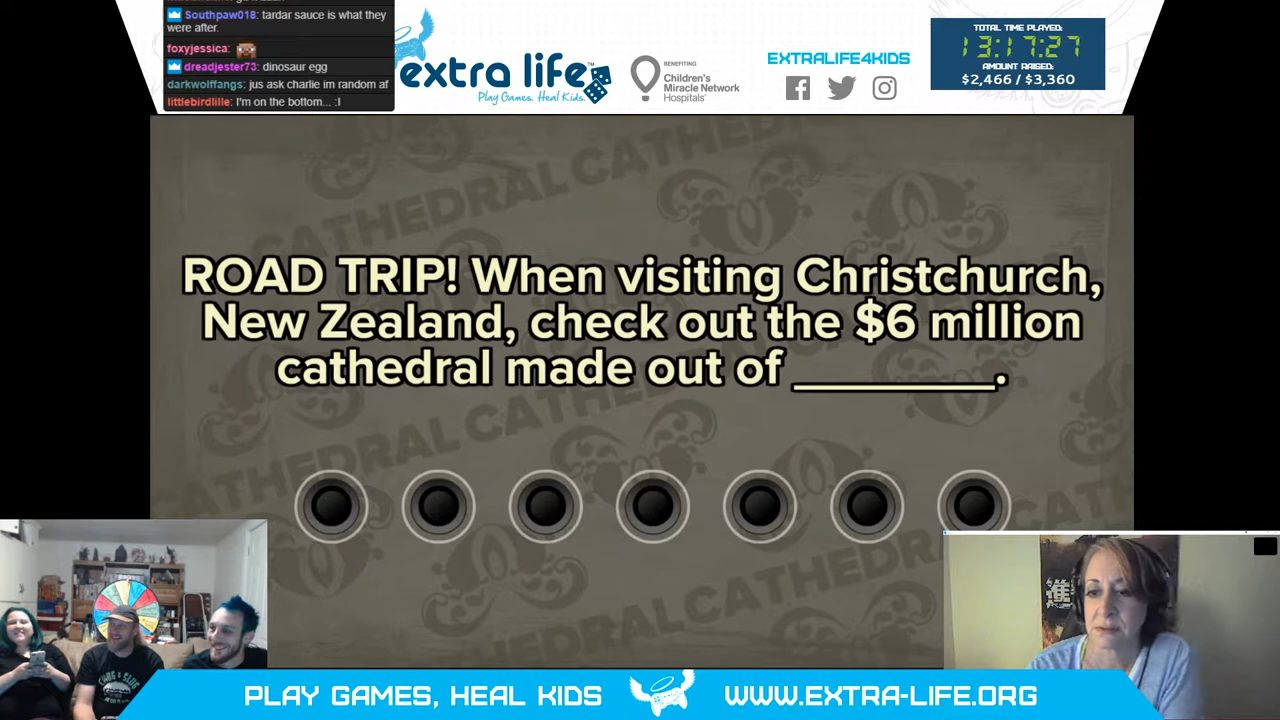 Southpaw018: tardar sauce is what they
were after.
foxyjessica:
dreadjester73: dinosaur egg
darkwolffangs: jus ask charlie im random af
littlebirdlille: I'm on the bottom... :l
extra life™
Play Games. Heal Kids.
BENEFITING
Children's
Miracle Network
Hospitals®
EXTRALIFE4KIDS
TOTAL TIME PLAYED:
13:17:27
AMOUNT RAISED:
$2,466 / $3,360
ROAD TRIP! When visiting Christchurch,
New Zealand, check out the $6 million
cathedral made out of ________.
PLAY GAMES, HEAL KIDS
WWW.EXTRA-LIFE.ORG